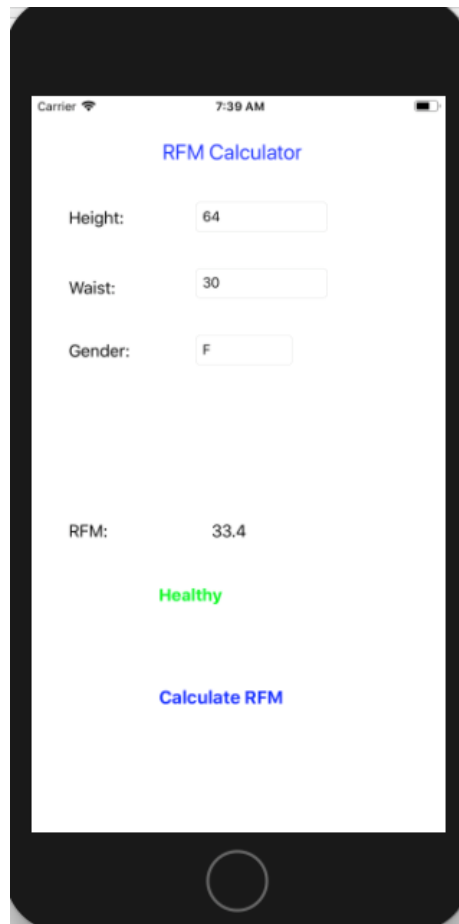 Carrier 7:39 AM
RFM Calculator
Height: 64
Waist: 30
Gender: F
RFM: 33.4
Healthy
Calculate RFM